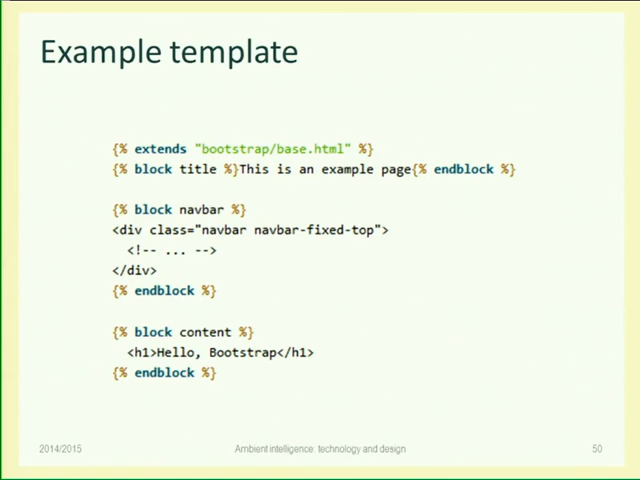 Example template
{% extends "bootstrap/base.html" %}
{% block title %}This is an example page{% endblock %}
{% block navbar %}
<div class="navbar navbar-fixed-top">
<!-- ... -->
</div>
{% endblock %}
{% block content %}
<h1>Hello, Bootstrap</h1>
{% endblock %}
2014/2015
Ambient intelligence: technology and design
50